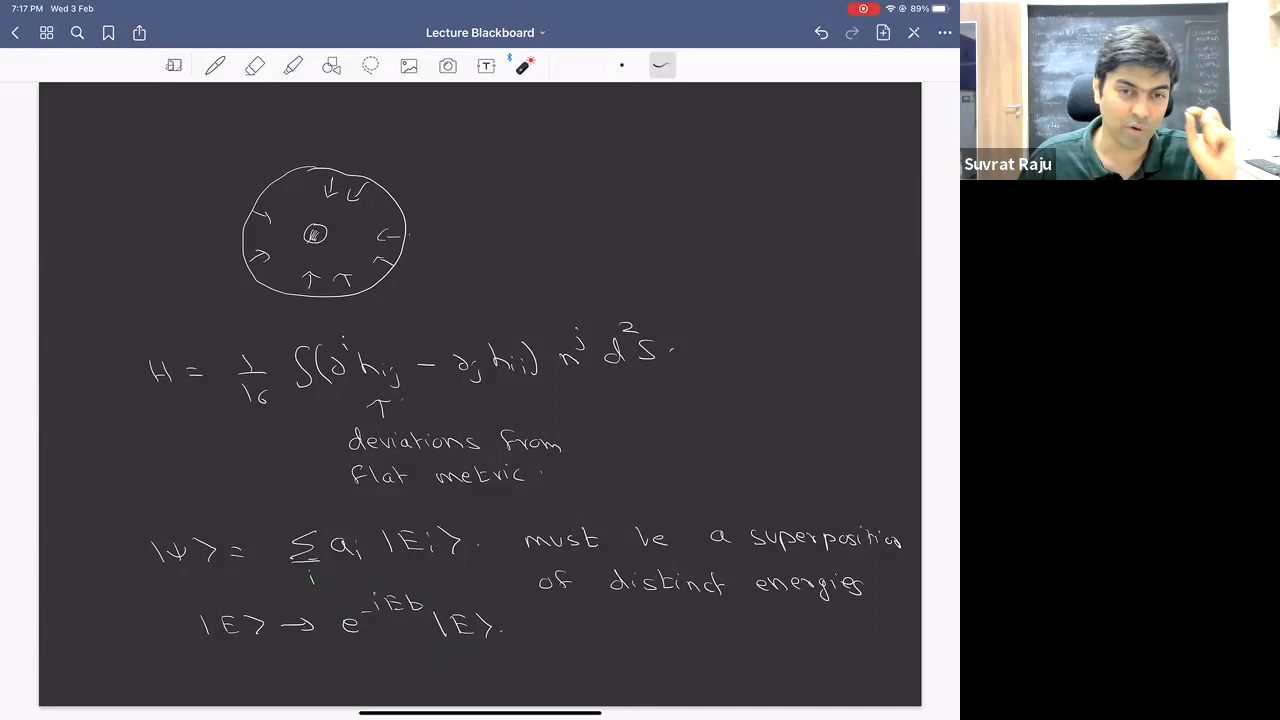 7:17 PM Wed 3 Feb
89%
Lecture Blackboard
Suvrat Raju
H = 1/16 ∫(∂^i h_ij - ∂_j h_ii) n^j d^2S.
↑
deviations from
flat metric.
|Ψ> = Σ_i a_i |E_i>. must be a superposition
of distinct energies
|E> → e^{-iEt} |E>.